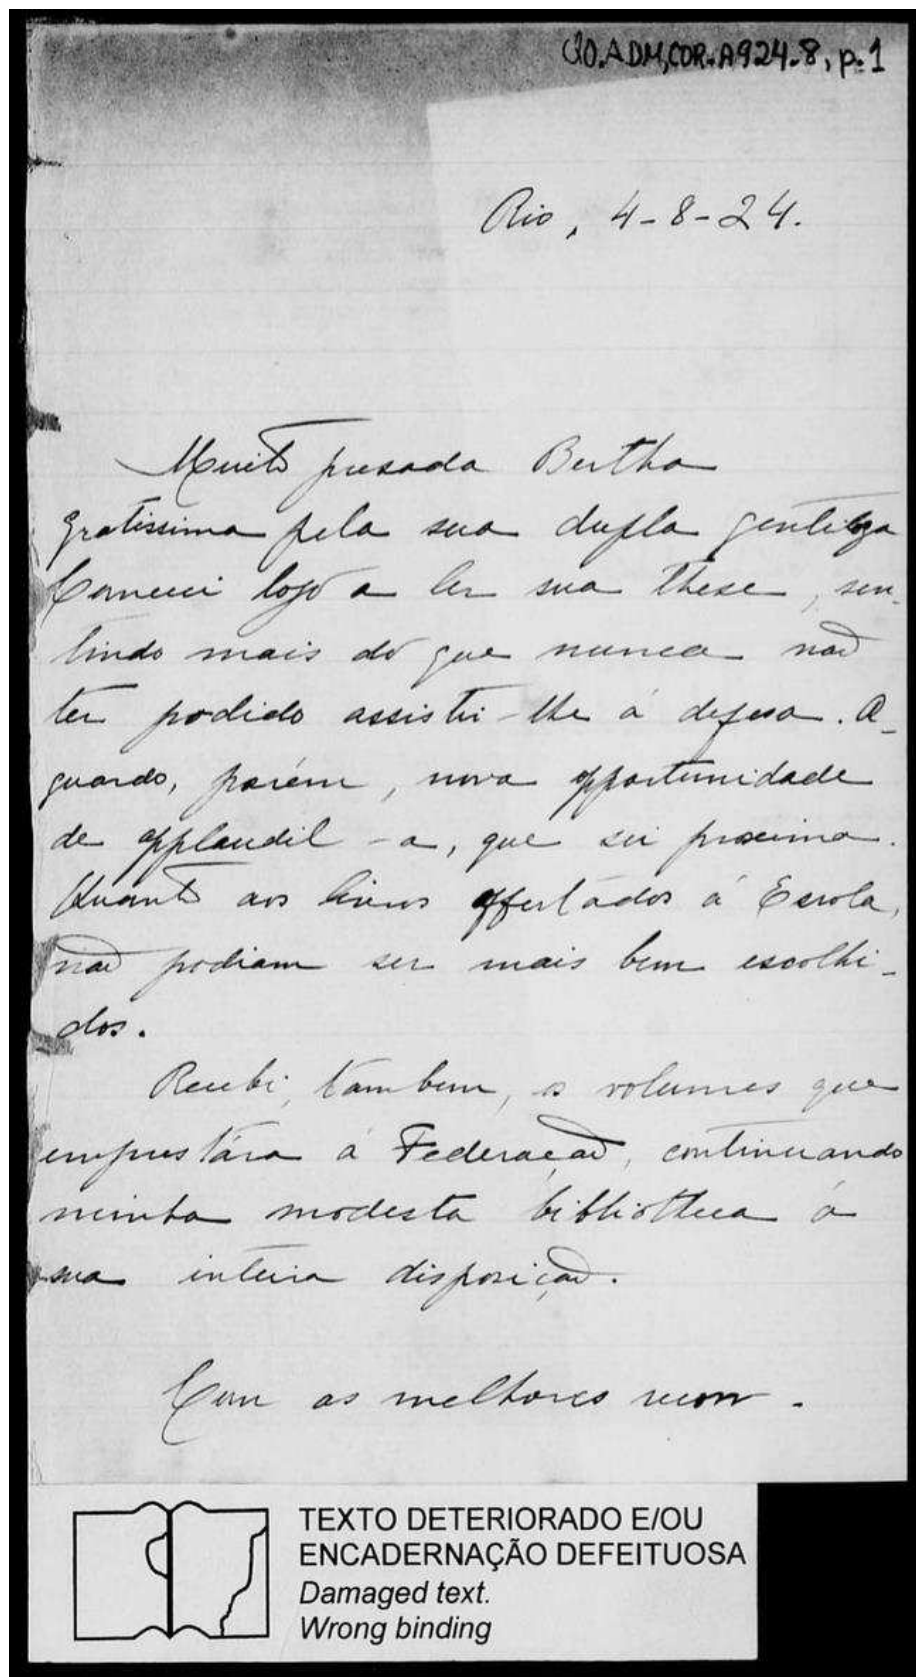 Q0.ADM,COR.A924.8, p.1
Rio, 4-8-24.
Muito presada Bertha
Gratissima pela sua dupla gentileza
Comecei logo a ler sua these, sen-
tindo mais do que nunca não
ter podido assistir-lhe á defesa. A-
guardo, porém, nova opportunidade
de applaudil-a, que sei proxima.
Quanto aos livros offertados á Escola,
não podiam ser mais bem escolhi-
dos.
Recebi, tambem, os volumes que
emprestára á Federação, continuando
minha modesta bibliotheca á
sua inteira disposição.
Com as melhores recom-
TEXTO DETERIORADO E/OU
ENCADERNAÇÃO DEFEITUOSA
Damaged text.
Wrong binding